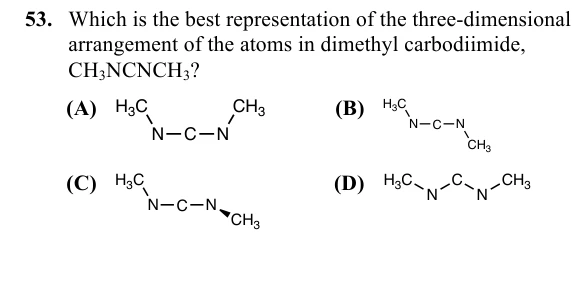 53. Which is the best representation of the three-dimensional
arrangement of the atoms in dimethyl carbodiimide,
CH₃NCNCH₃?
(A) H₃C CH₃ (B) H₃C
N–C–N N–C–N
CH₃
(C) H₃C (D) H₃C C CH₃
N–C–N N N
CH₃